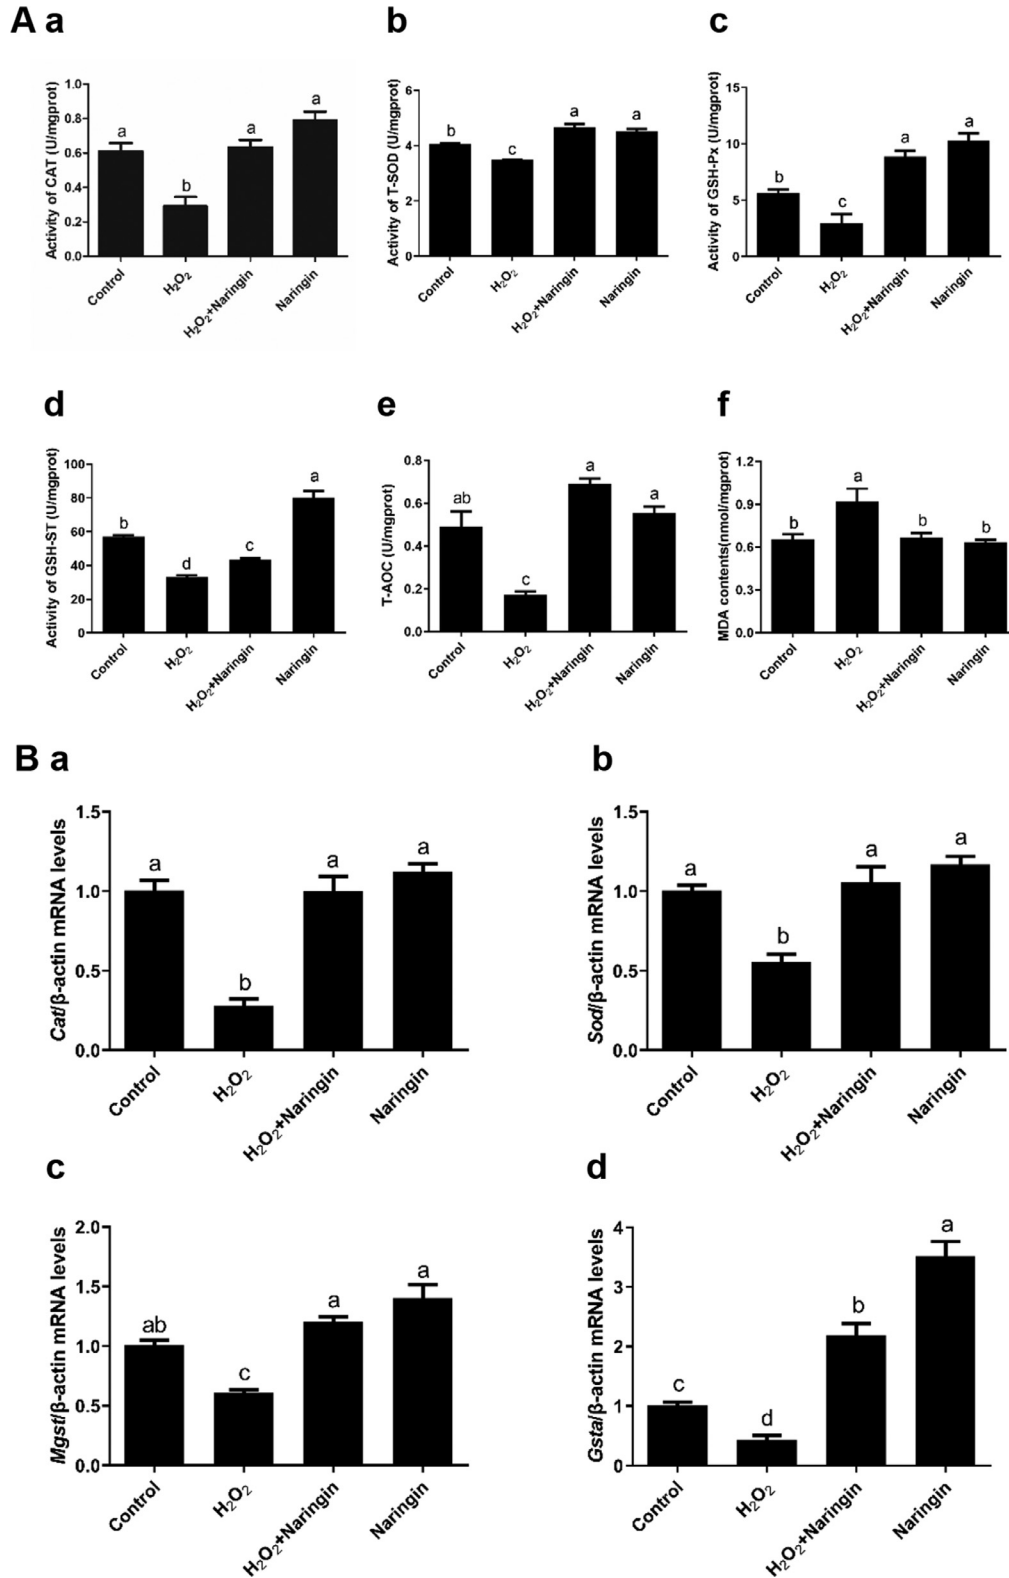 A a
b
c
Activity of CAT (U/mgprot)
1.0
0.8
0.6
0.4
0.2
0.0
a
b
a
a
Control
H₂O₂
H₂O₂+Naringin
Naringin
Activity of T-SOD (U/mgprot)
6
4
2
0
b
c
a
a
Control
H₂O₂
H₂O₂+Naringin
Naringin
Activity of GSH-Px (U/mgprot)
15
10
5
0
b
c
a
a
Control
H₂O₂
H₂O₂+Naringin
Naringin
d
e
f
Activity of GSH-ST (U/mgprot)
100
80
60
40
20
0
b
d
c
a
Control
H₂O₂
H₂O₂+Naringin
Naringin
T-AOC (U/mgprot)
0.8
0.6
0.4
0.2
0.0
ab
c
a
a
Control
H₂O₂
H₂O₂+Naringin
Naringin
MDA contents(nmol/mgprot)
1.2
0.9
0.6
0.3
0.0
b
a
b
b
Control
H₂O₂
H₂O₂+Naringin
Naringin
B a
b
Cat/β-actin mRNA levels
1.5
1.0
0.5
0.0
a
b
a
a
Control
H₂O₂
H₂O₂+Naringin
Naringin
Sod/β-actin mRNA levels
1.5
1.0
0.5
0.0
a
b
a
a
Control
H₂O₂
H₂O₂+Naringin
Naringin
c
d
Mgst/β-actin mRNA levels
2.0
1.5
1.0
0.5
0.0
ab
c
a
a
Control
H₂O₂
H₂O₂+Naringin
Naringin
Gsta/β-actin mRNA levels
4
3
2
1
0
c
d
b
a
Control
H₂O₂
H₂O₂+Naringin
Naringin